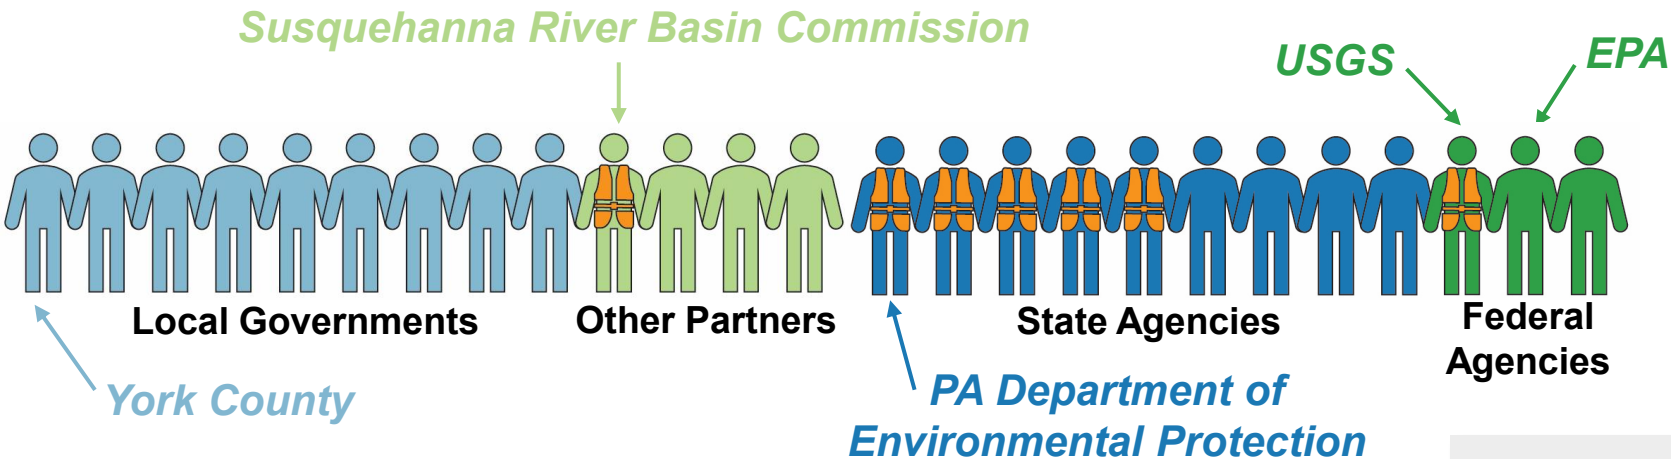 Susquehanna River Basin Commission
USGS
EPA
Local Governments
Other Partners
State Agencies
Federal
Agencies
York County
PA Department of
Environmental Protection